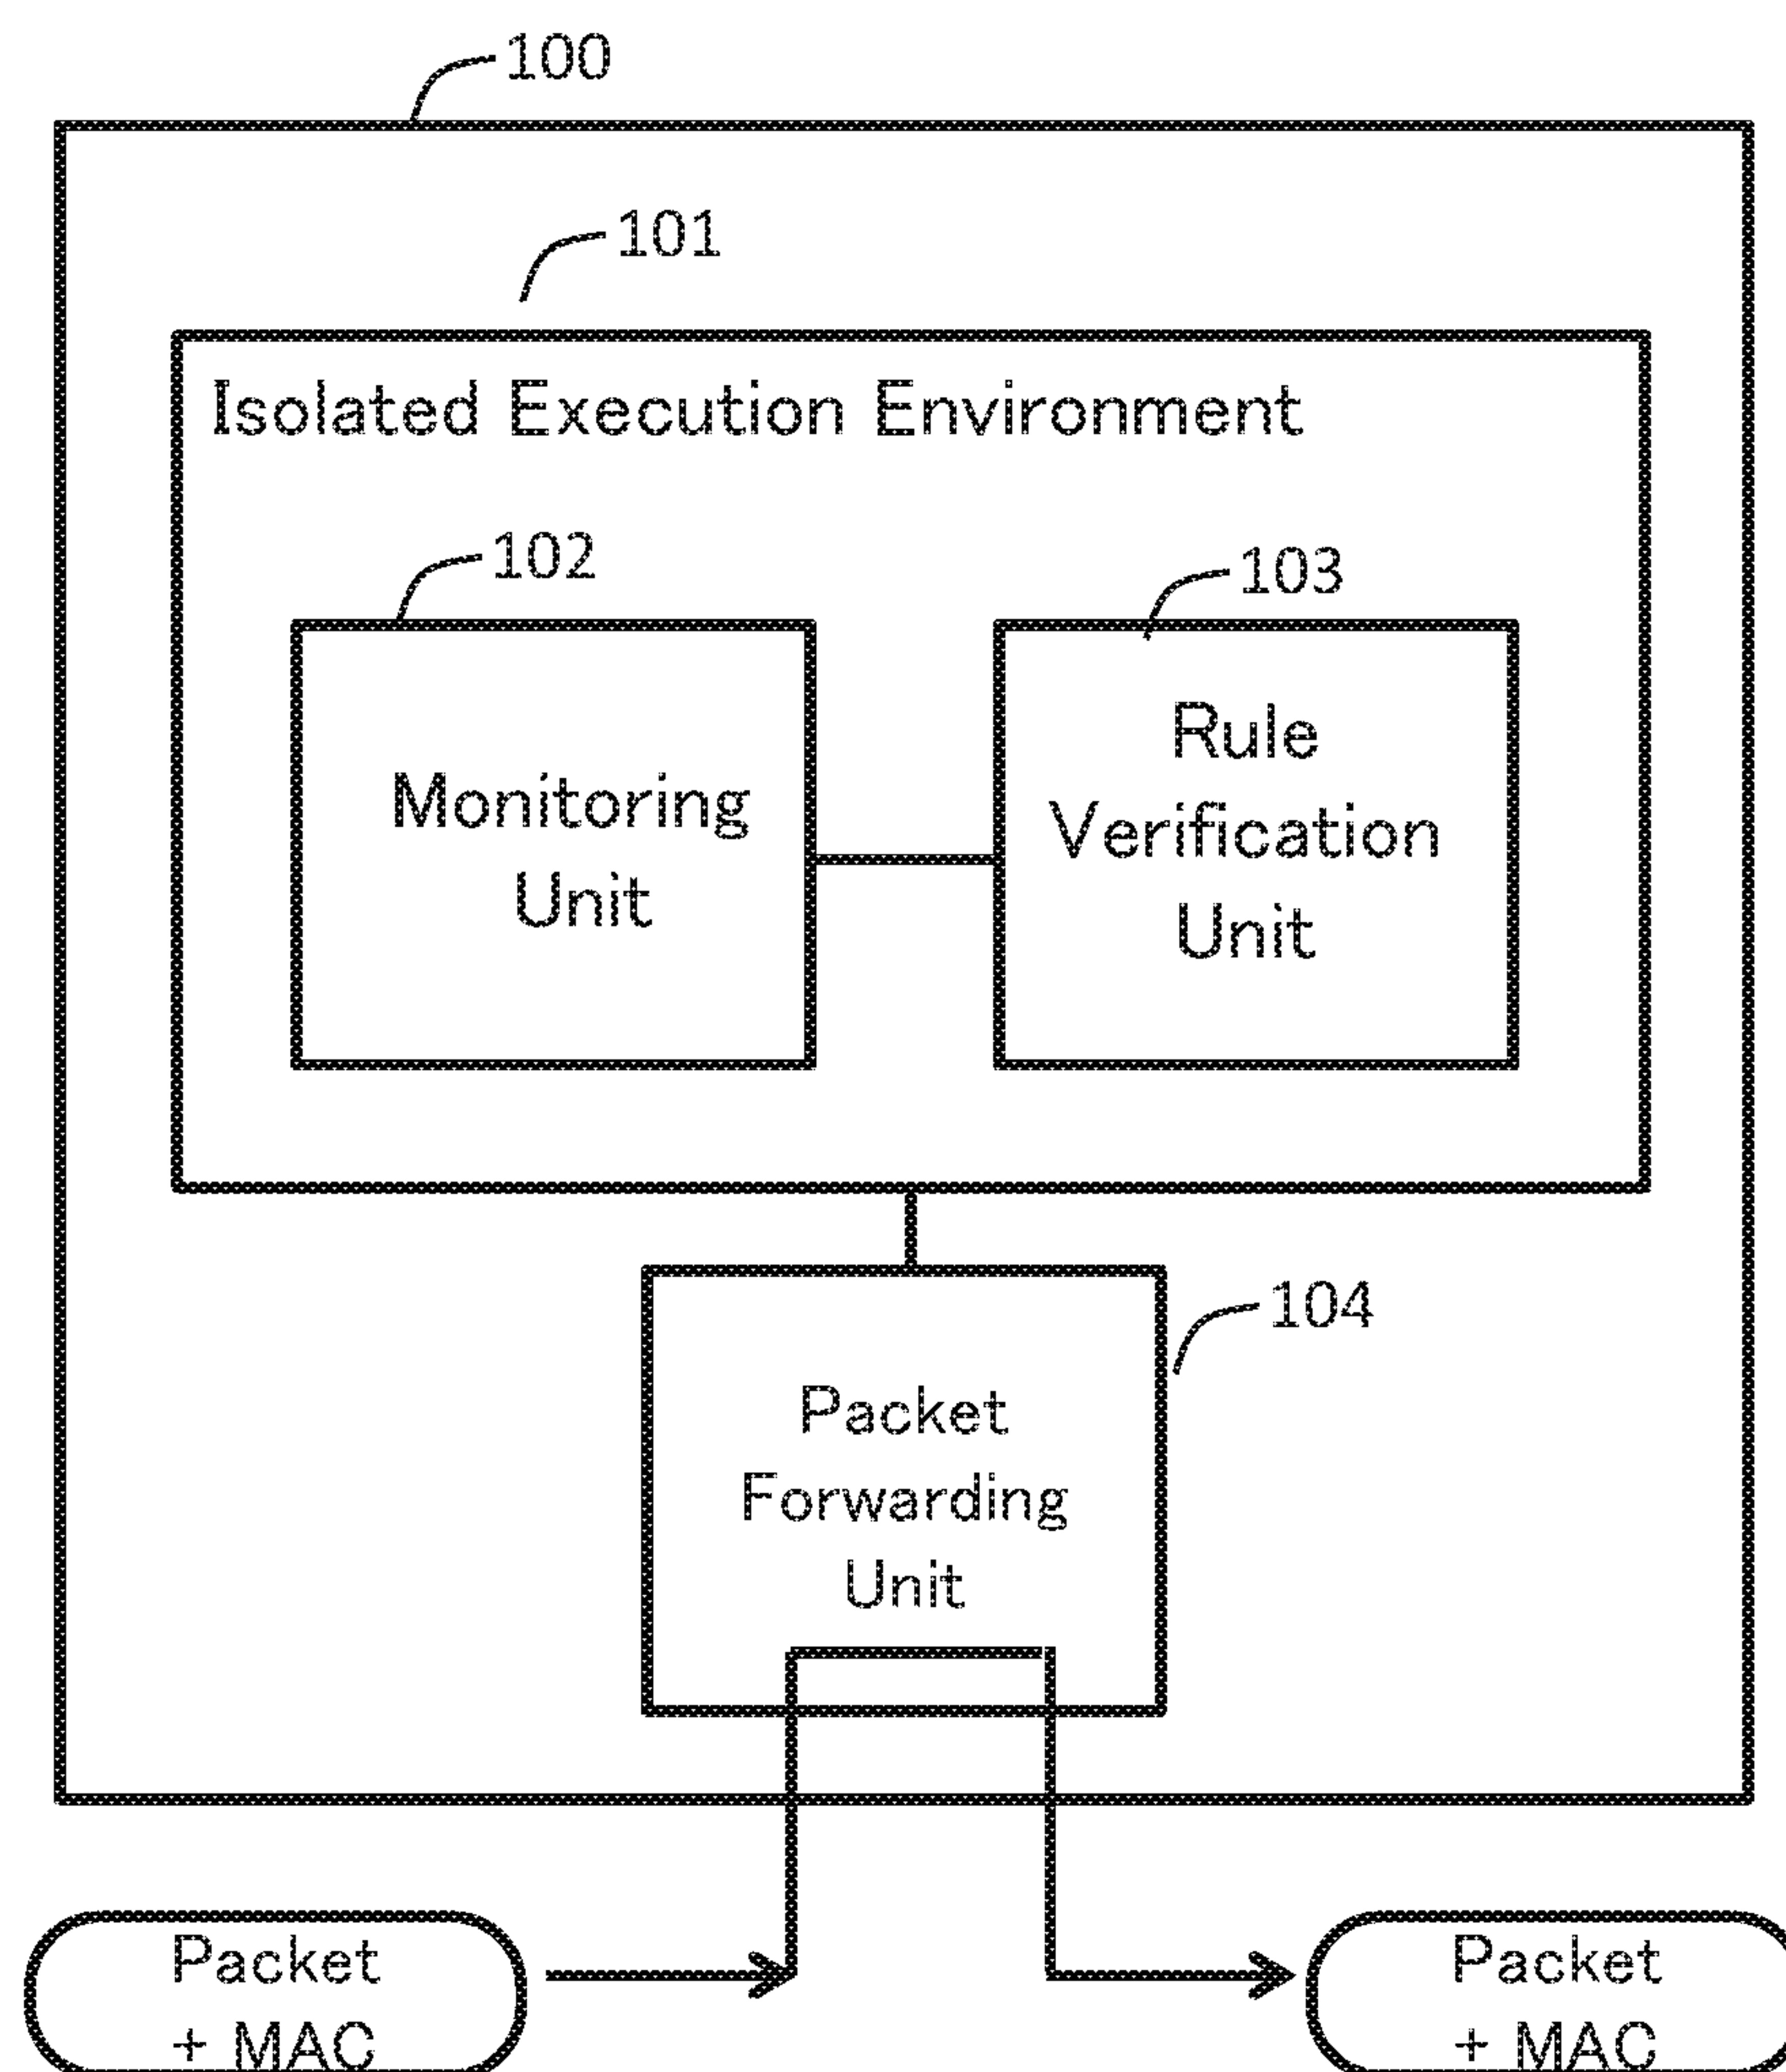 100
101
Isolated Execution Environment
102
103
Monitoring
Unit
Rule
Verification
Unit
104
Packet
Forwarding
Unit
Packet
+ MAC
Packet
+ MAC